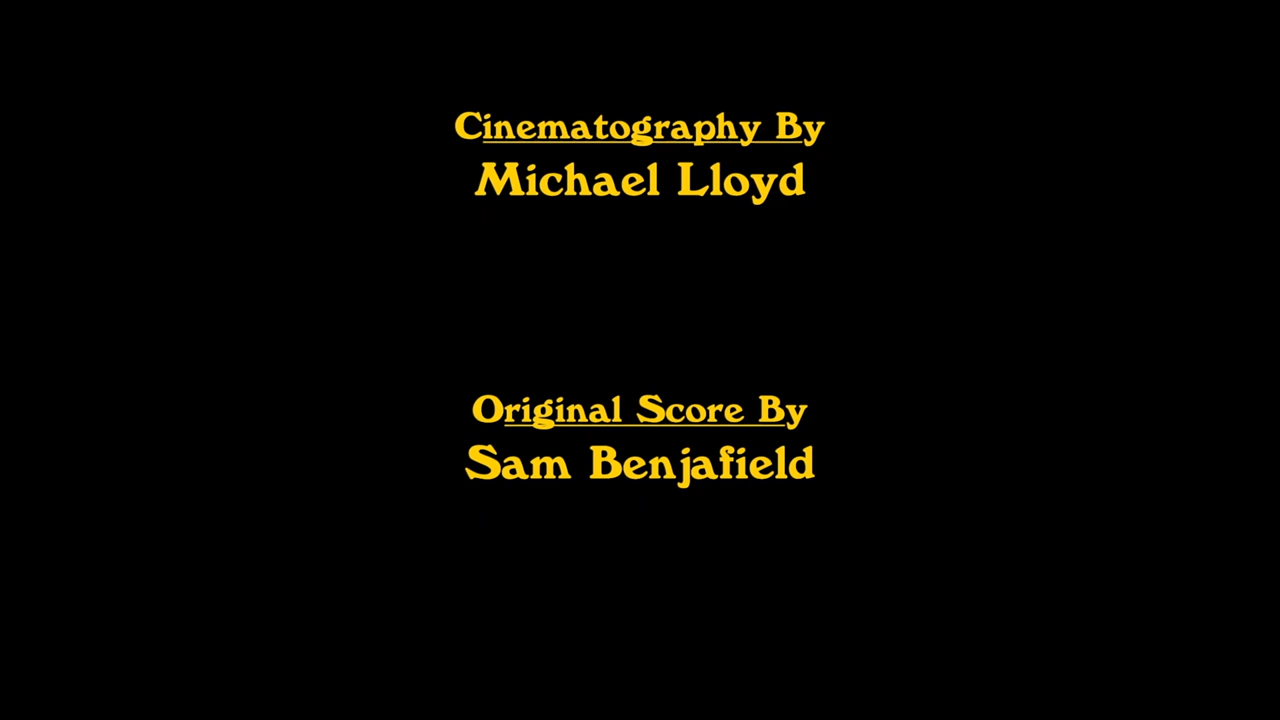 Cinematography By
Michael Lloyd
Original Score By
Sam Benjafield